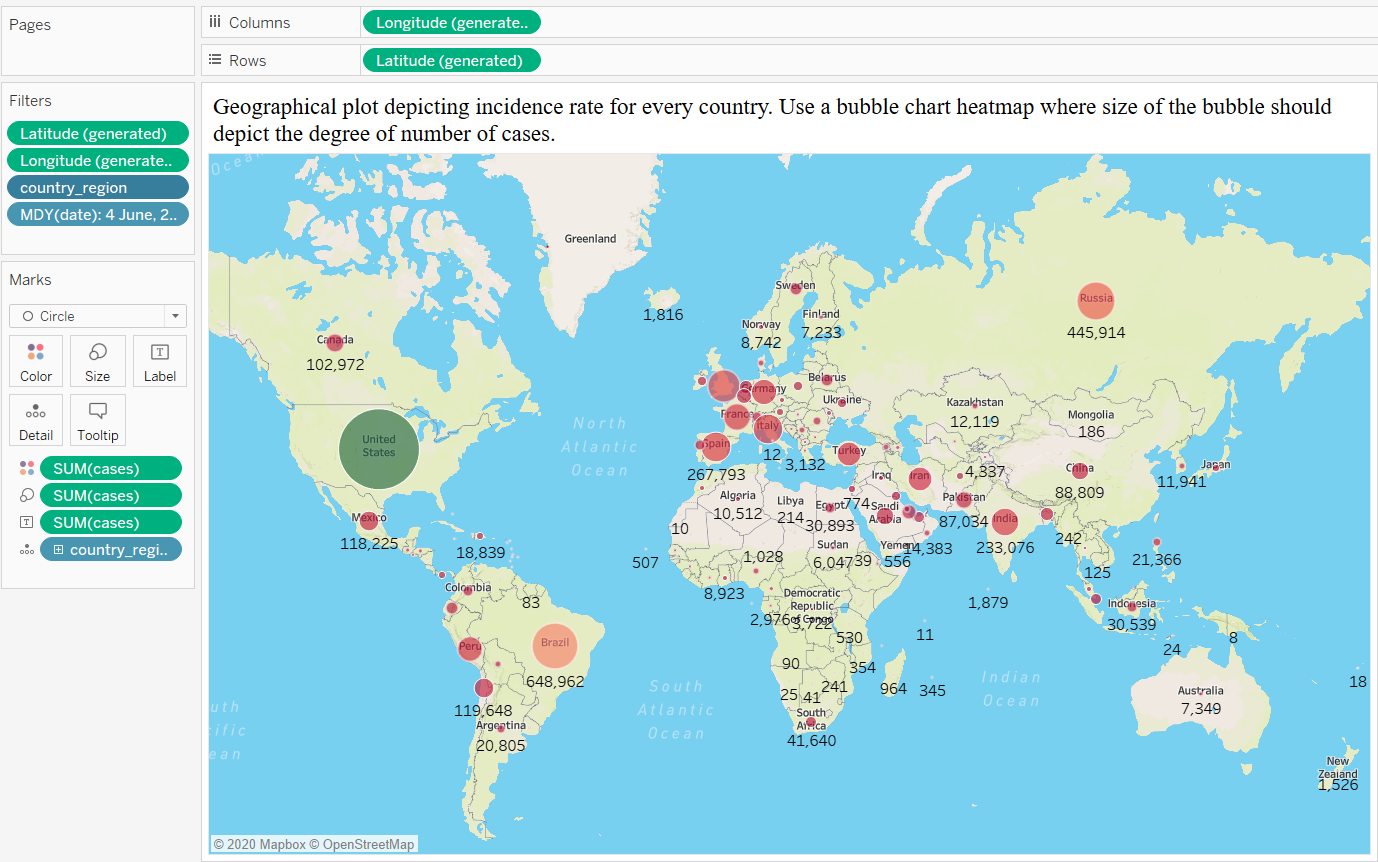 Pages
iii Columns
Longitude (generate..
Rows
Latitude (generated)
Filters
Latitude (generated)
Longitude (generate..
country_region
MDY(date): 4 June, 2..
Marks
Circle
Color
Size
Label
Detail
Tooltip
SUM(cases)
SUM(cases)
SUM(cases)
country_regi..
Geographical plot depicting incidence rate for every country. Use a bubble chart heatmap where size of the bubble should
depict the degree of number of cases.
Ocean
Greenland
1,816
Sweden
Finland
7,233
Norway
8,742
Russia
445,914
Canada
102,972
United
States
North
Atlantic
Ocean
Belarus
Germany
Ukraine
France
Italy
Spain
267,793
12
3,132
Turkey
Kazakhstan
12,119
Mongolia
186
China
88,809
Japan
11,941
Iraq
Iran
4,337
Algeria
10,512
Libya
214
Egypt
30,893
774
Saudi
Arabia
Pakistan
87,034
India
233,076
Mexico
118,225
18,839
10
507
1,028
Sudan
6,047
39
Yemen
556
14,383
242
125
21,366
Colombia
83
8,923
Democratic
Republic
of Congo
2,976
3,722
530
1,879
11
Indonesia
30,539
24
8
Peru
Brazil
648,962
90
354
964
345
25
41
241
South
Africa
41,640
119,648
Argentina
20,805
South
Atlantic
Ocean
Indian
Ocean
Australia
7,349
18
New
Zealand
1,526
uth
cific
ean
© 2020 Mapbox © OpenStreetMap